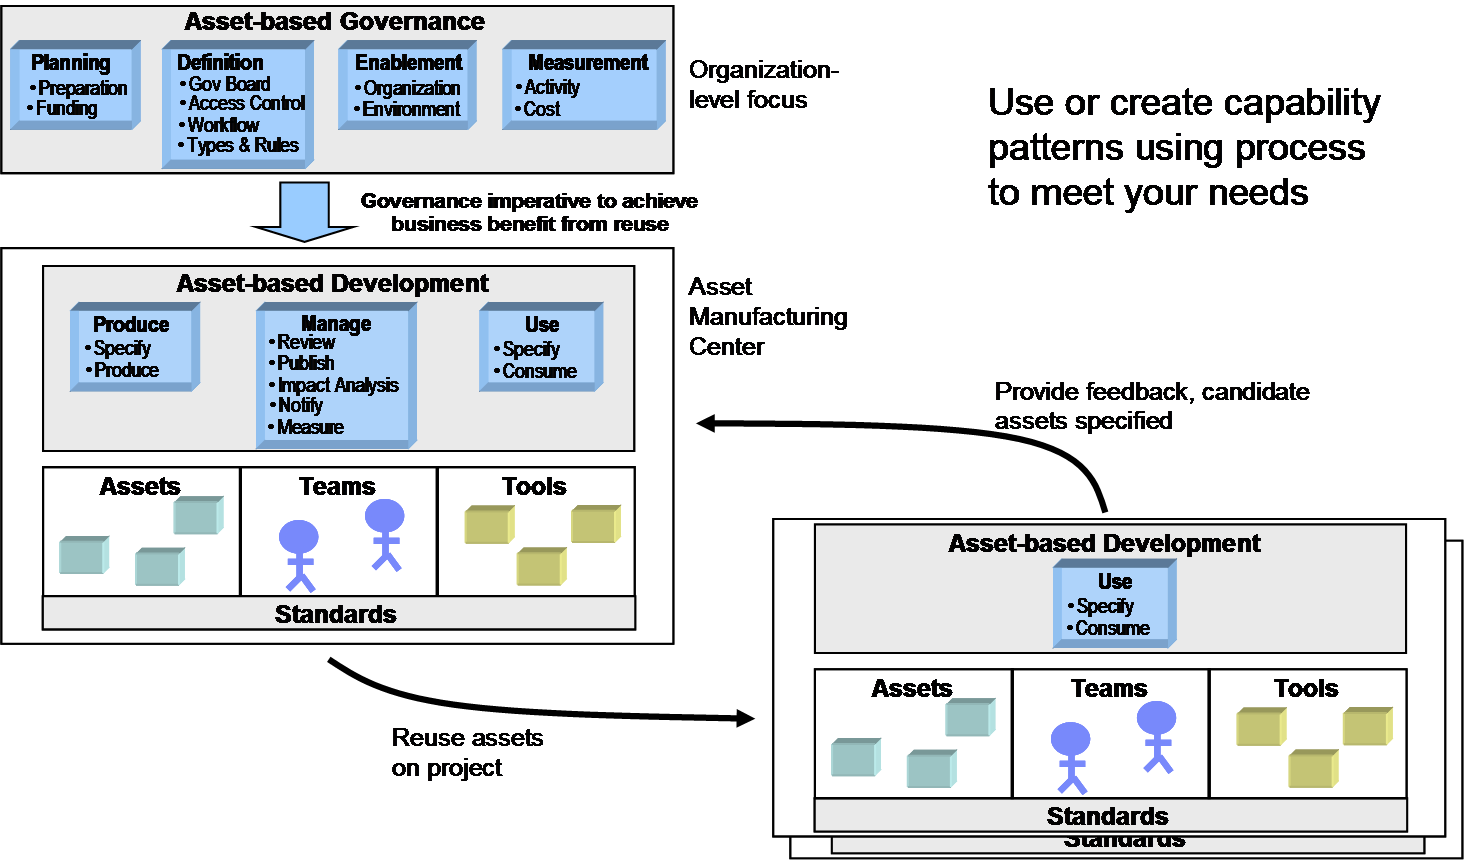 Asset-based Governance
Planning
• Preparation
• Funding
Definition
• Gov Board
• Access Control
• Workflow
• Types & Rules
Enablement
• Organization
• Environment
Measurement
• Activity
• Cost
Organization-
level focus
Use or create capability
patterns using process
to meet your needs
Governance imperative to achieve
business benefit from reuse
Asset-based Development
Produce
• Specify
• Produce
Manage
• Review
• Publish
• Impact Analysis
• Notify
• Measure
Use
• Specify
• Consume
Asset
Manufacturing
Center
Assets
Teams
Tools
Standards
Provide feedback, candidate
assets specified
Reuse assets
on project
Asset-based Development
Use
• Specify
• Consume
Assets
Teams
Tools
Standards
Standards